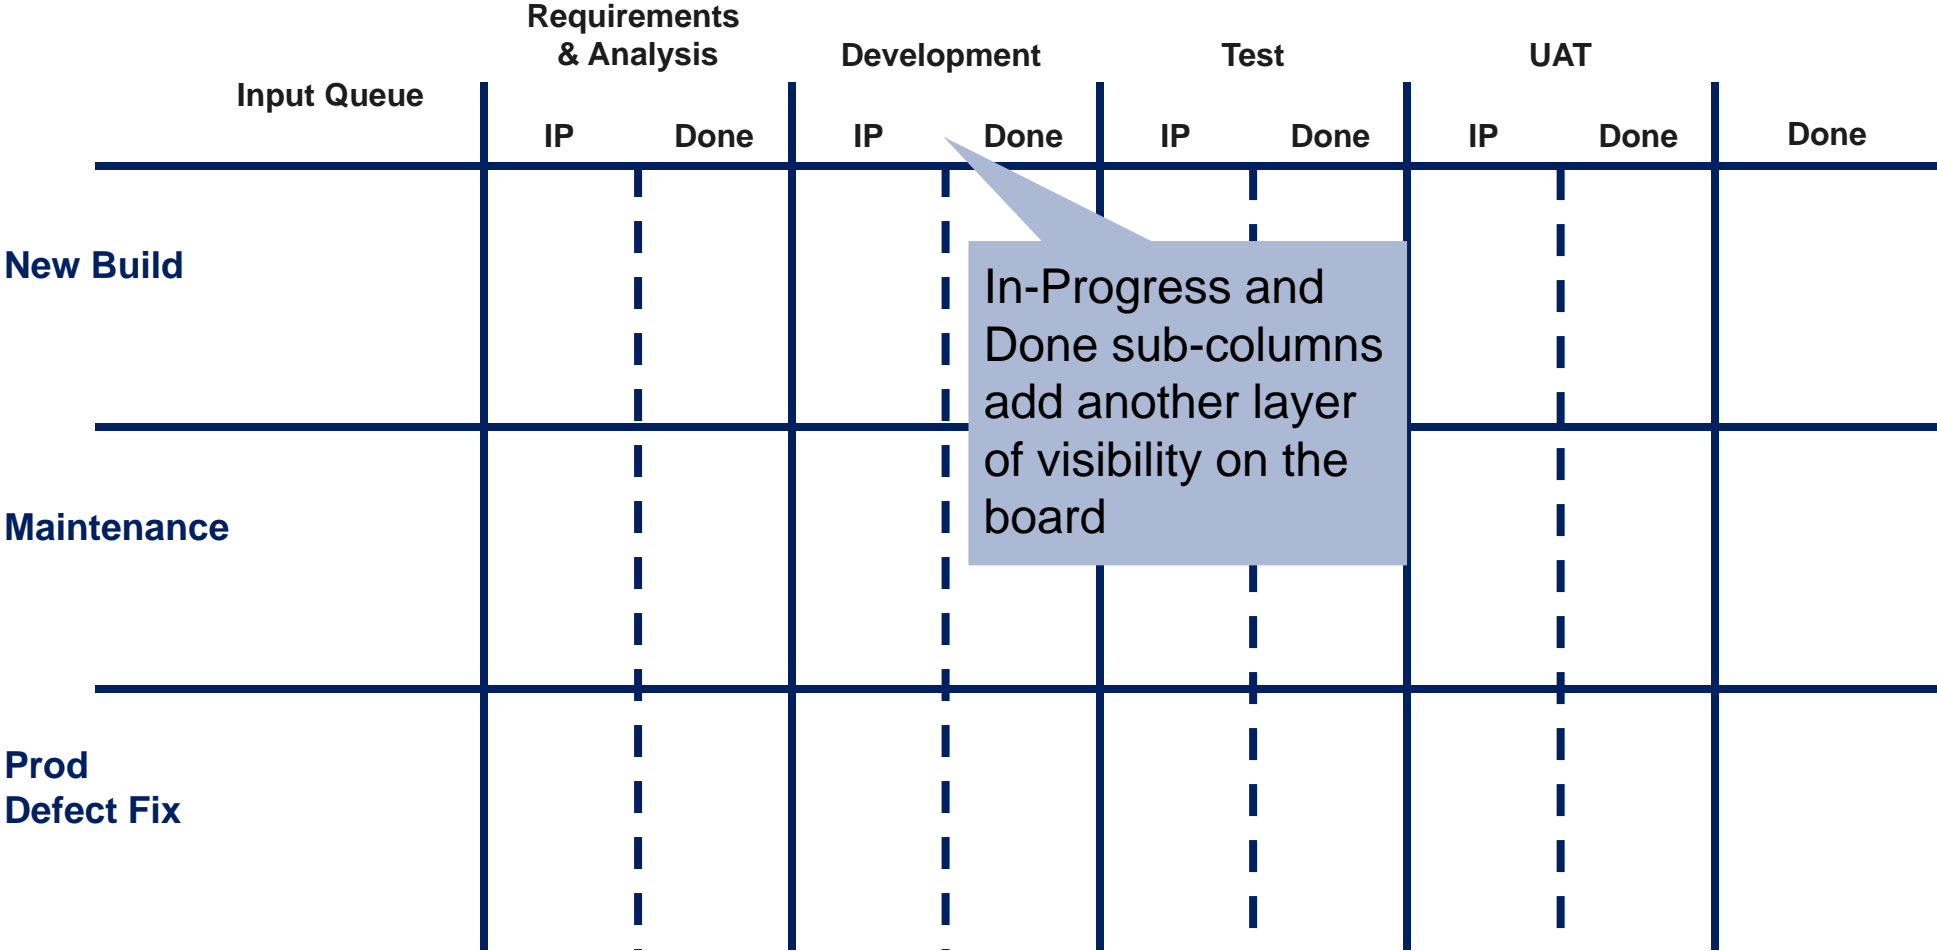 Requirements
& Analysis
Development
Test
UAT
Input Queue
IP Done IP Done IP Done IP Done Done
New Build
In-Progress and
Done sub-columns
add another layer
of visibility on the
board
Maintenance
Prod
Defect Fix